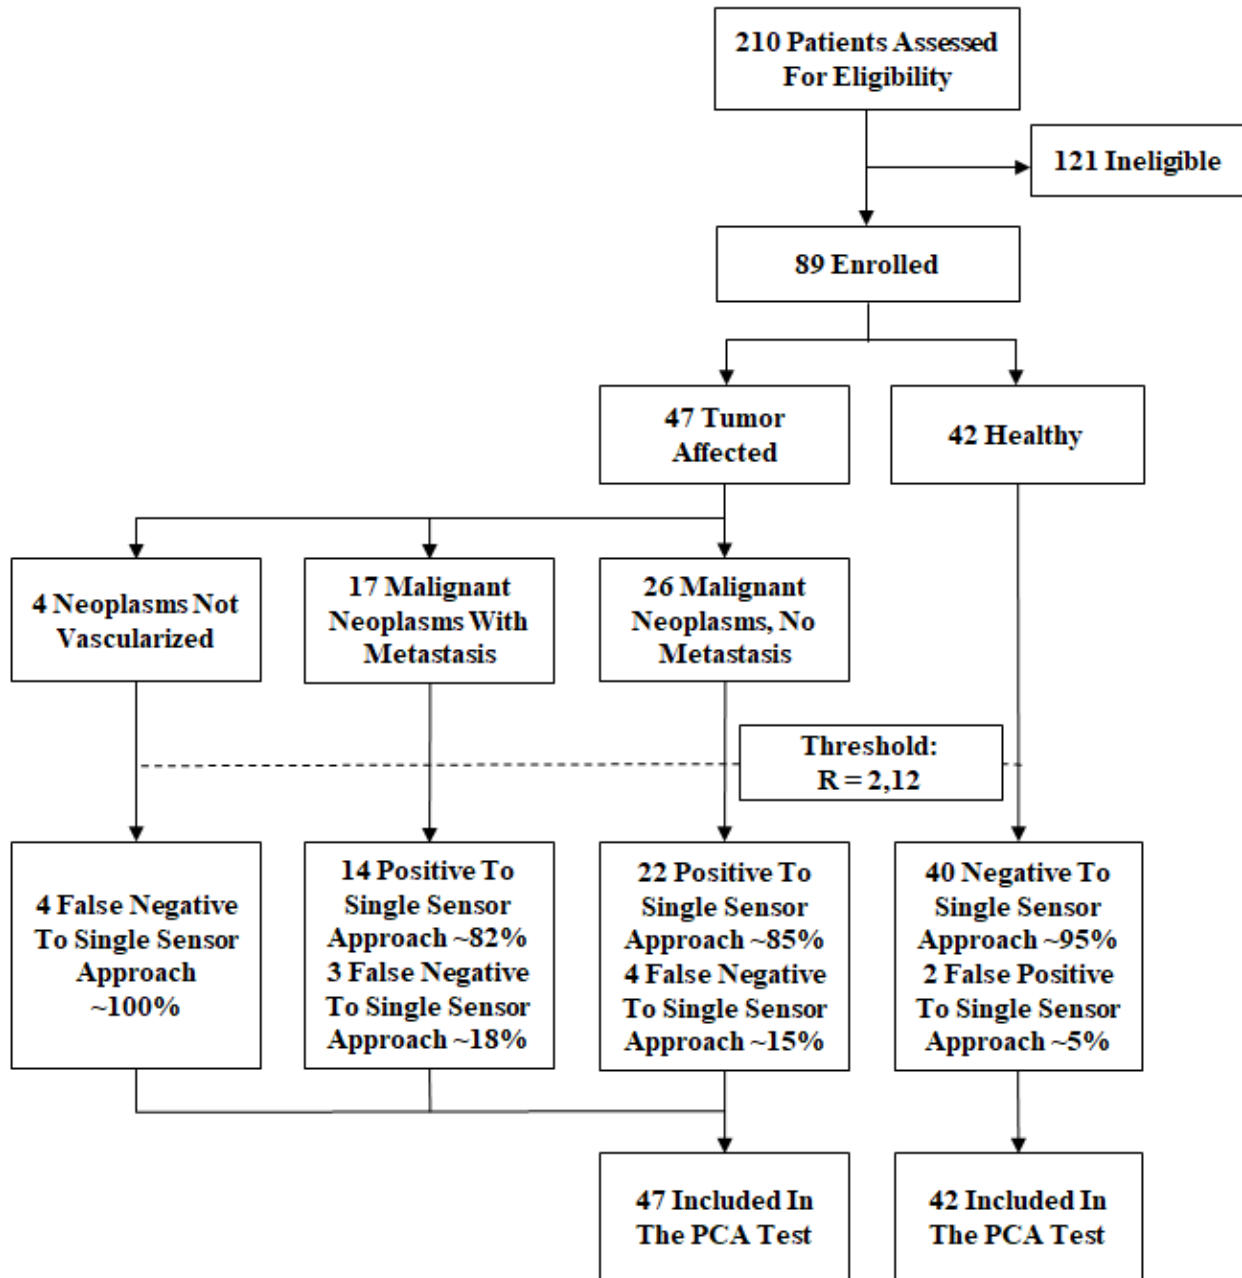 210 Patients Assessed
For Eligibility
121 Ineligible
89 Enrolled
47 Tumor
Affected
42 Healthy
4 Neoplasms Not
Vascularized
17 Malignant
Neoplasms With
Metastasis
26 Malignant
Neoplasms, No
Metastasis
Threshold:
R = 2,12
4 False Negative
To Single Sensor
Approach
~100%
14 Positive To
Single Sensor
Approach ~82%
3 False Negative
To Single Sensor
Approach ~18%
22 Positive To
Single Sensor
Approach ~85%
4 False Negative
To Single Sensor
Approach ~15%
40 Negative To
Single Sensor
Approach ~95%
2 False Positive
To Single Sensor
Approach ~5%
47 Included In
The PCA Test
42 Included In
The PCA Test